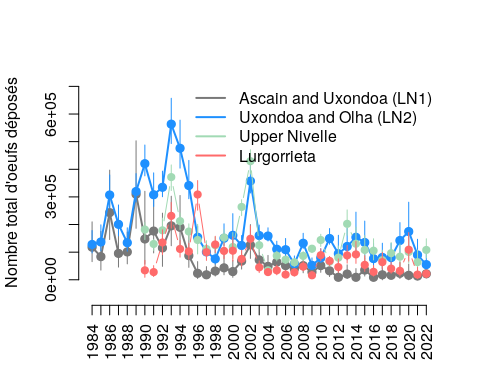 Nombre total d'oeufs déposés
6e+05
3e+05
0e+00
Ascain and Uxondoa (LN1)
Uxondoa and Olha (LN2)
Upper Nivelle
Lurgorrieta
1984
1986
1988
1990
1992
1994
1996
1998
2000
2002
2004
2006
2008
2010
2012
2014
2016
2018
2020
2022